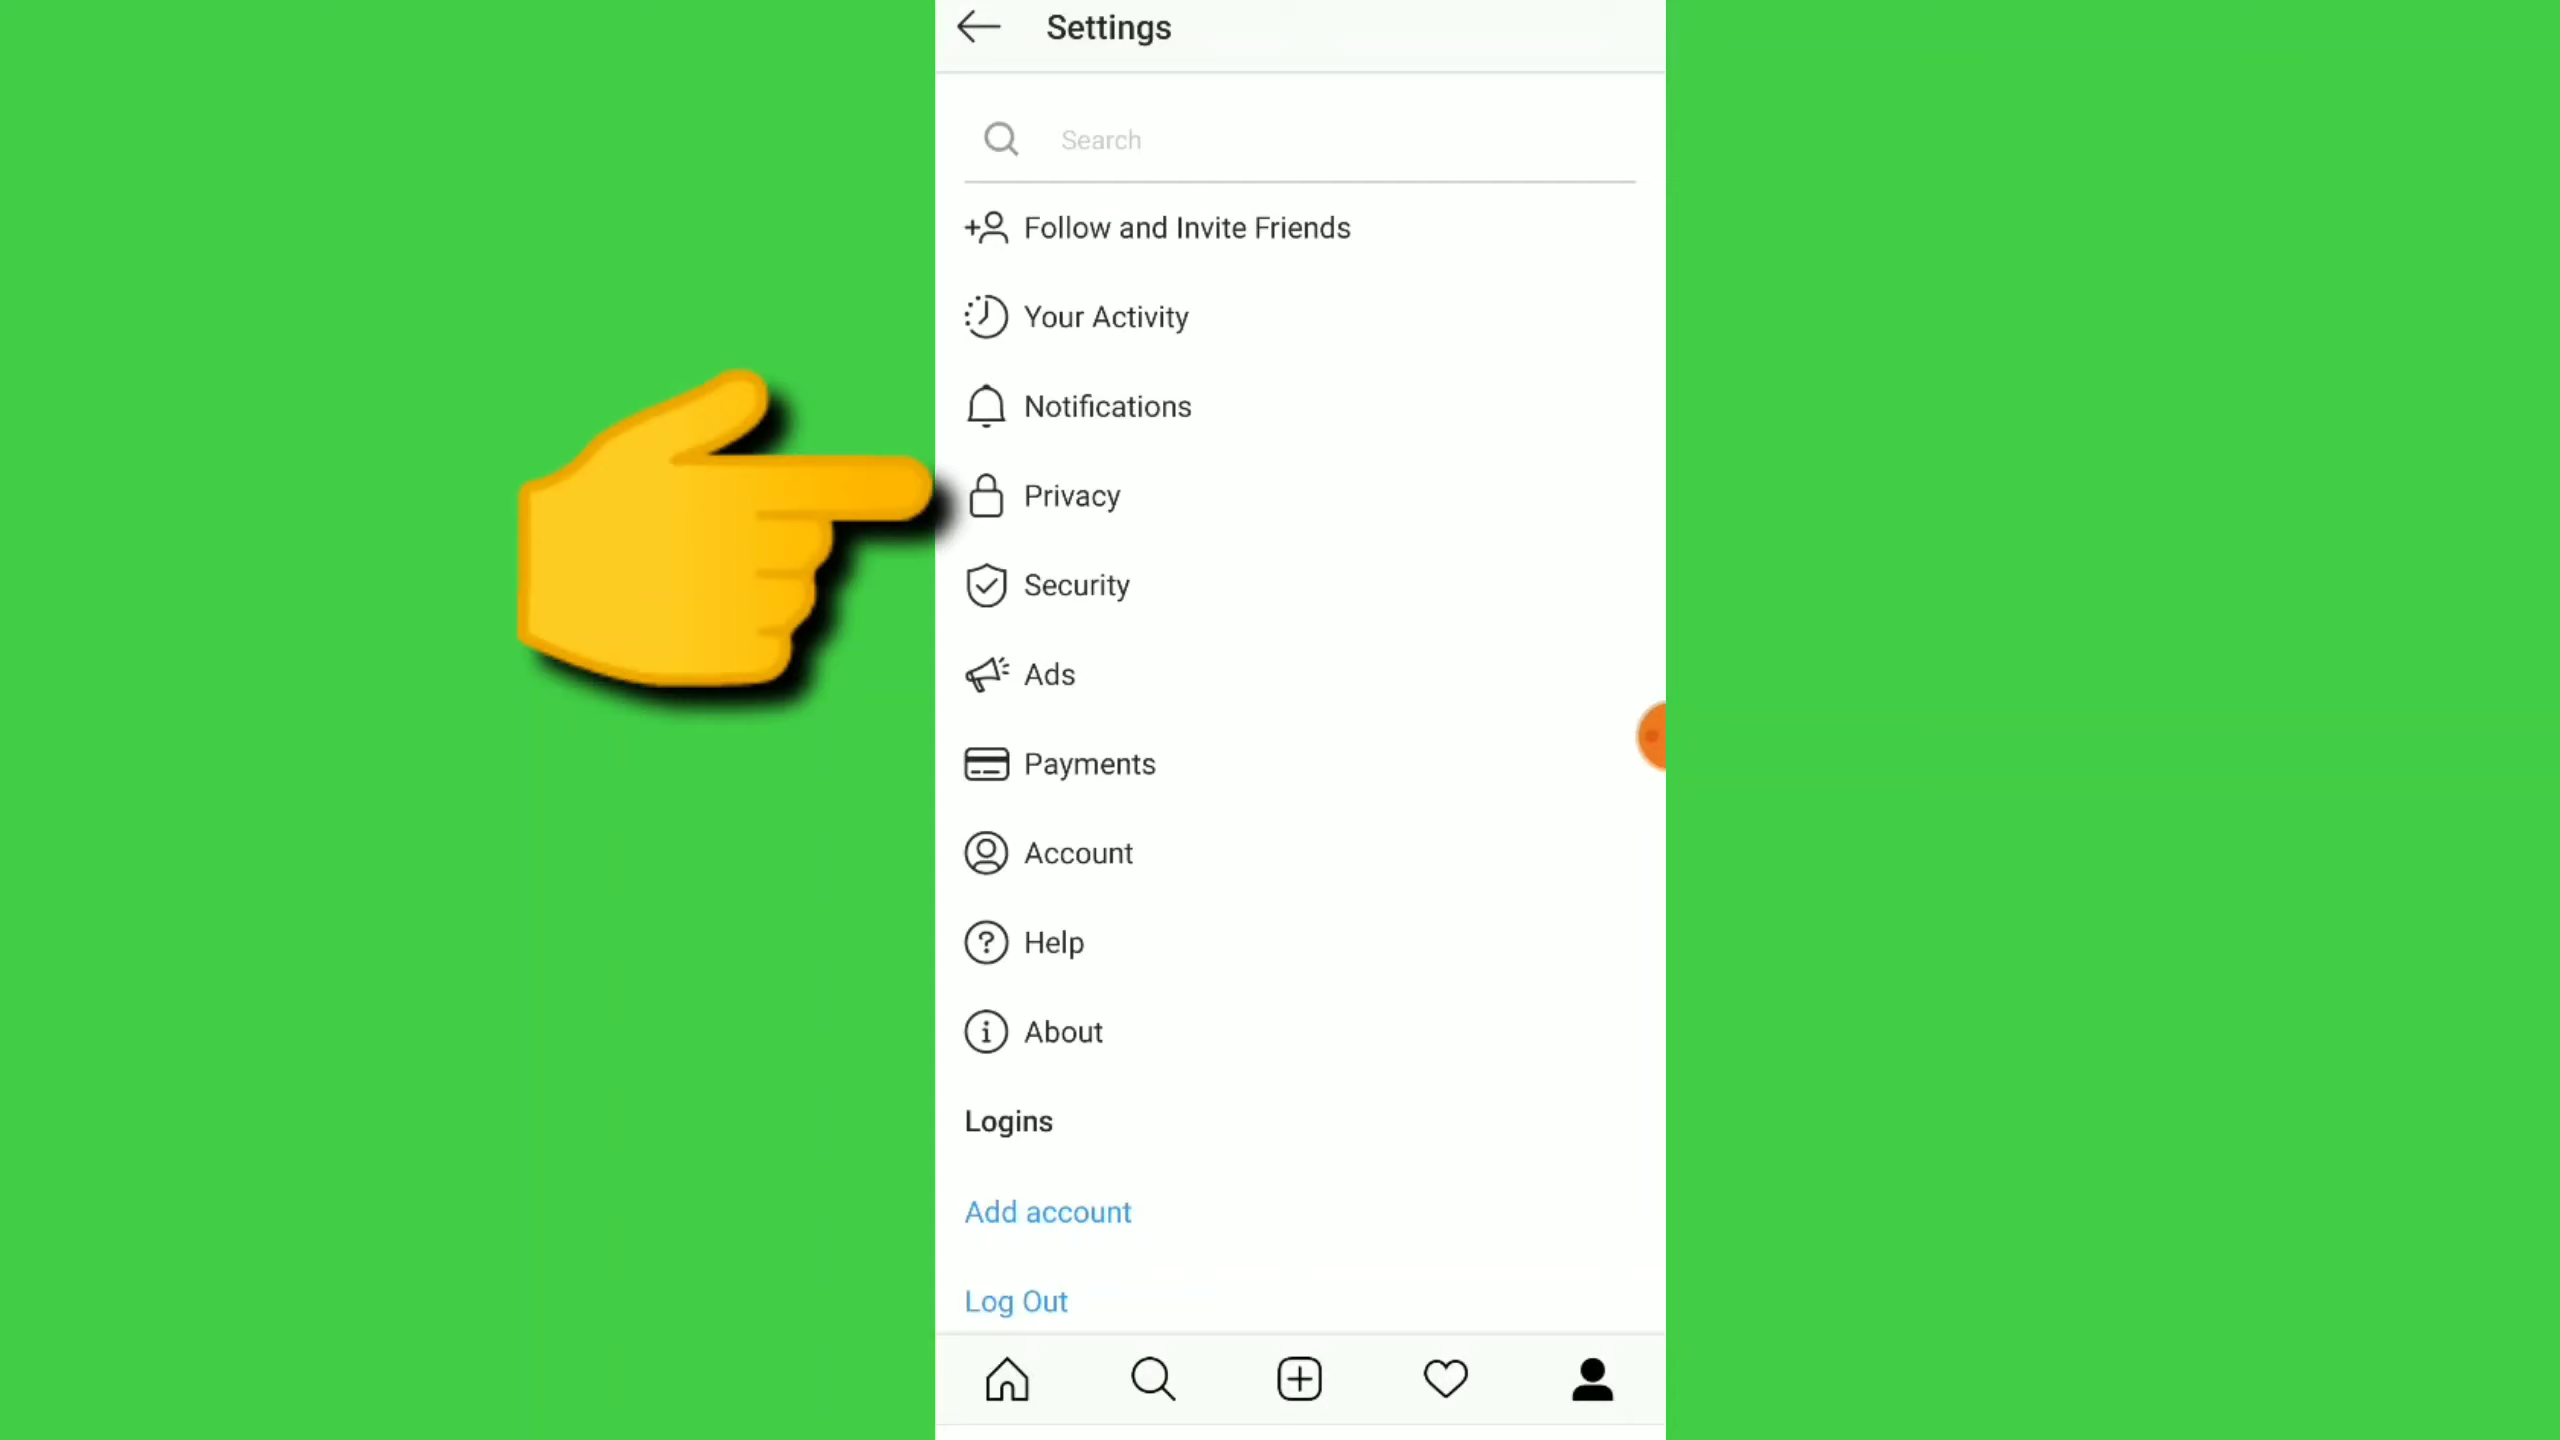 Settings
Search
Follow and Invite Friends
Your Activity
Notifications
Privacy
Security
Ads
Payments
Account
Help
About
Logins
Add account
Log Out